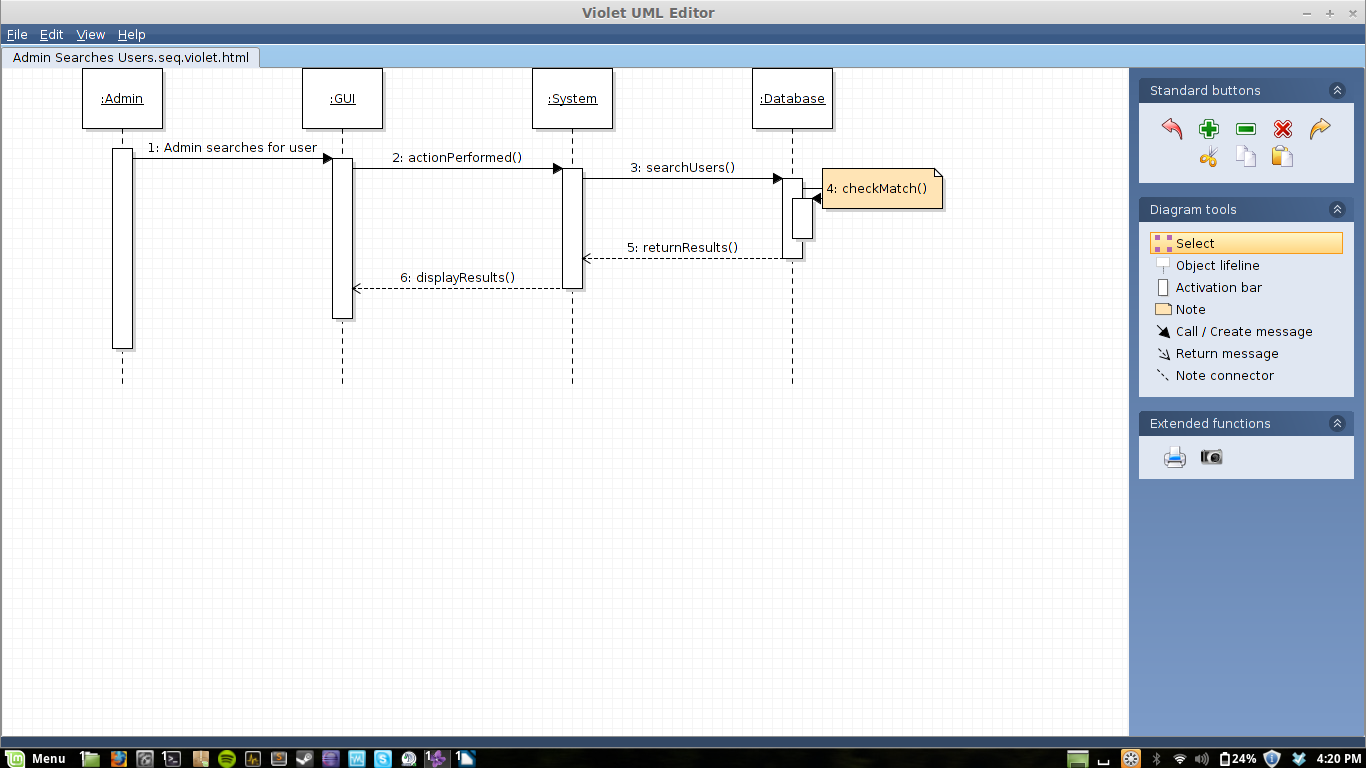 Violet UML Editor
File Edit View Help
Admin Searches Users.seq.violet.html
:Admin
:GUI
:System
:Database
1: Admin searches for user
2: actionPerformed()
3: searchUsers()
4: checkMatch()
5: returnResults()
6: displayResults()
Standard buttons
Diagram tools
Select
Object lifeline
Activation bar
Note
Call / Create message
Return message
Note connector
Extended functions
Menu
24%
4:20 PM